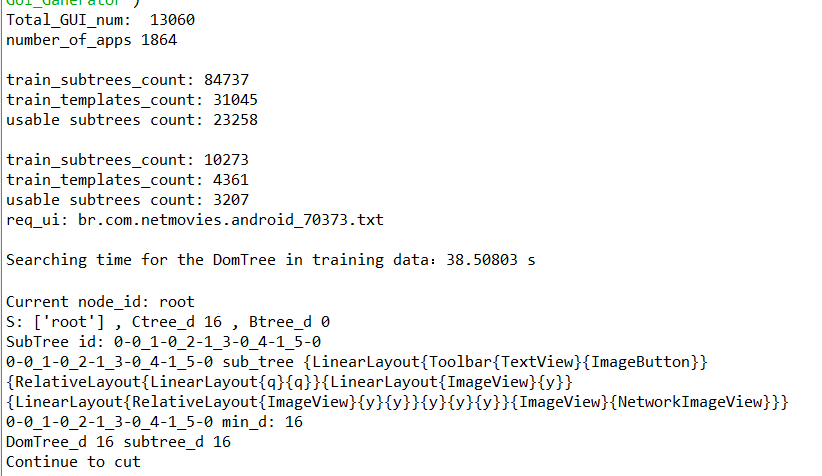 Gui_Ganerator )
Total_GUI_num:  13060
number_of_apps 1864
train_subtrees_count: 84737
train_templates_count: 31045
usable subtrees count: 23258
train_subtrees_count: 10273
train_templates_count: 4361
usable subtrees count: 3207
req_ui: br.com.netmovies.android_70373.txt
Searching time for the DomTree in training data：38.50803 s
Current node_id: root
S: ['root'] , Ctree_d 16 , Btree_d 0
SubTree id: 0-0_1-0_2-1_3-0_4-1_5-0
0-0_1-0_2-1_3-0_4-1_5-0 sub_tree {LinearLayout{Toolbar{TextView}{ImageButton}}
{RelativeLayout{LinearLayout{q}{q}}{LinearLayout{ImageView}{y}}
{LinearLayout{RelativeLayout{ImageView}{y}{y}}{y}{y}{y}}{ImageView}{NetworkImageView}}}
0-0_1-0_2-1_3-0_4-1_5-0 min_d: 16
DomTree_d 16 subtree_d 16
Continue to cut